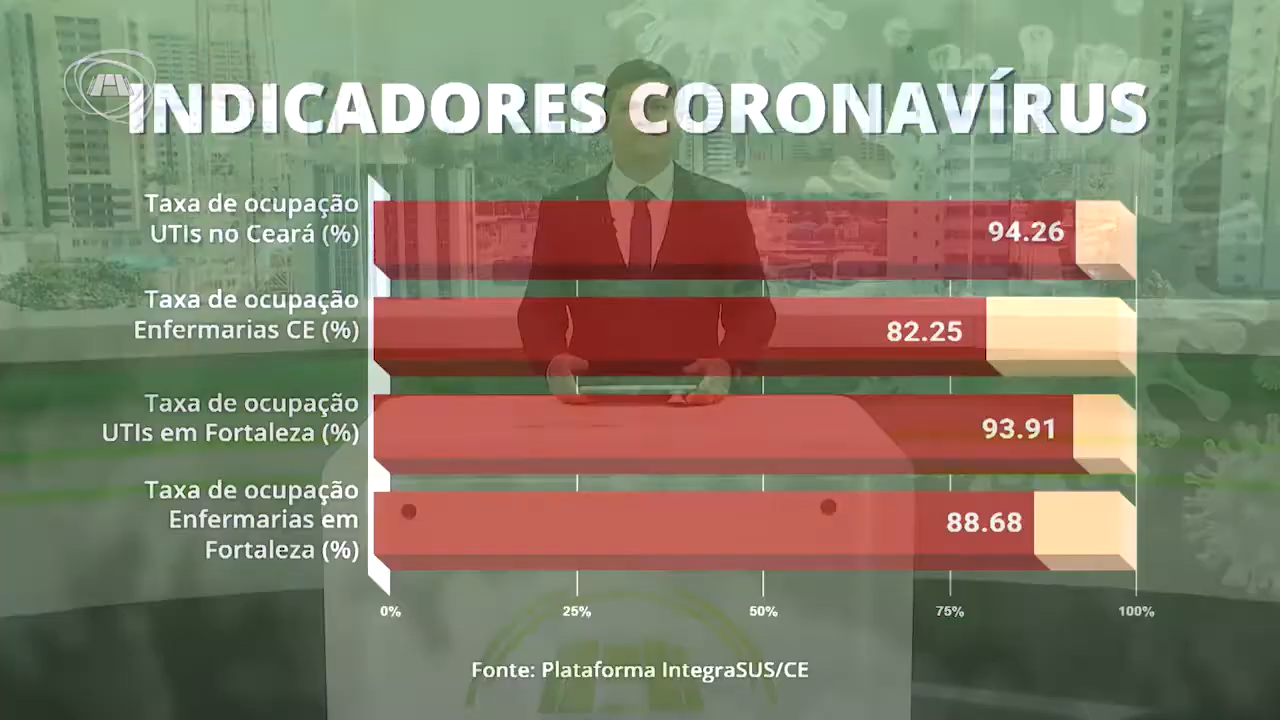 INDICADORES CORONAVÍRUS
Taxa de ocupação
UTIs no Ceará (%)
94.26
Taxa de ocupação
Enfermarias CE (%)
82.25
Taxa de ocupação
UTIs em Fortaleza (%)
93.91
Taxa de ocupação
Enfermarias em
Fortaleza (%)
88.68
0% 25% 50% 75% 100%
Fonte: Plataforma IntegraSUS/CE